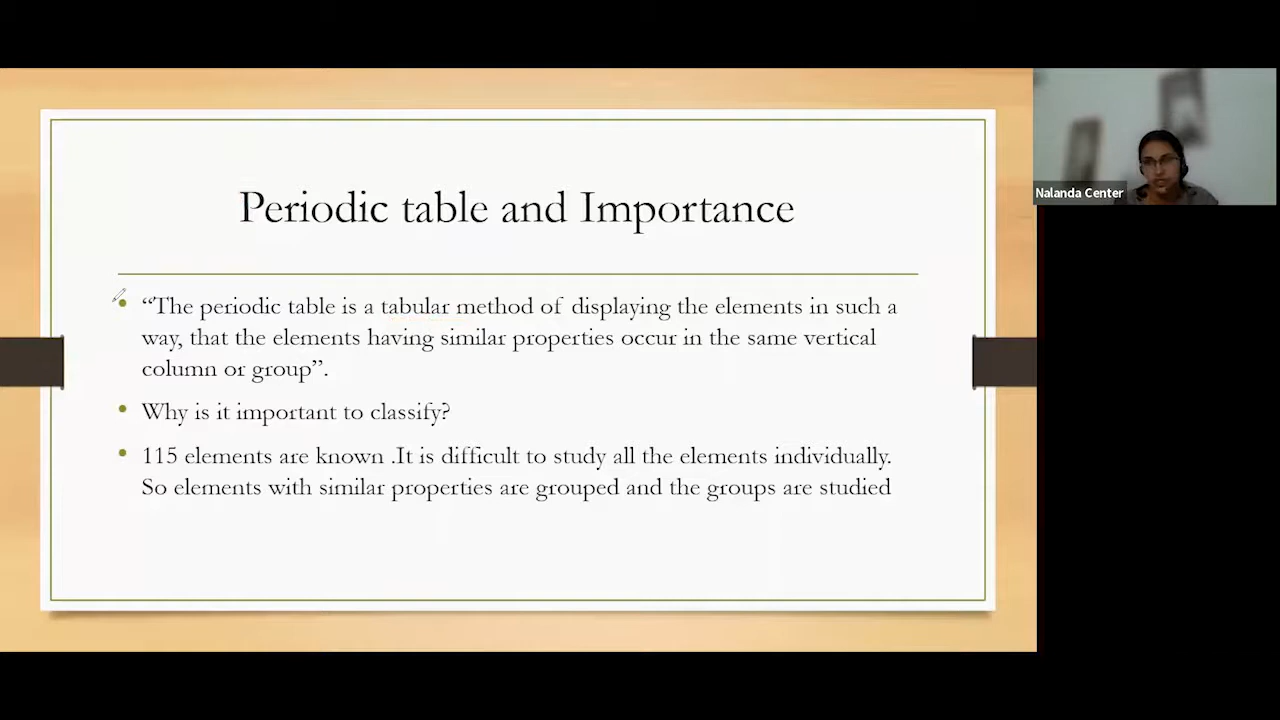 Periodic table and Importance
“The periodic table is a tabular method of displaying the elements in such a
way, that the elements having similar properties occur in the same vertical
column or group”.
Why is it important to classify?
115 elements are known .It is difficult to study all the elements individually.
So elements with similar properties are grouped and the groups are studied
Nalanda Center